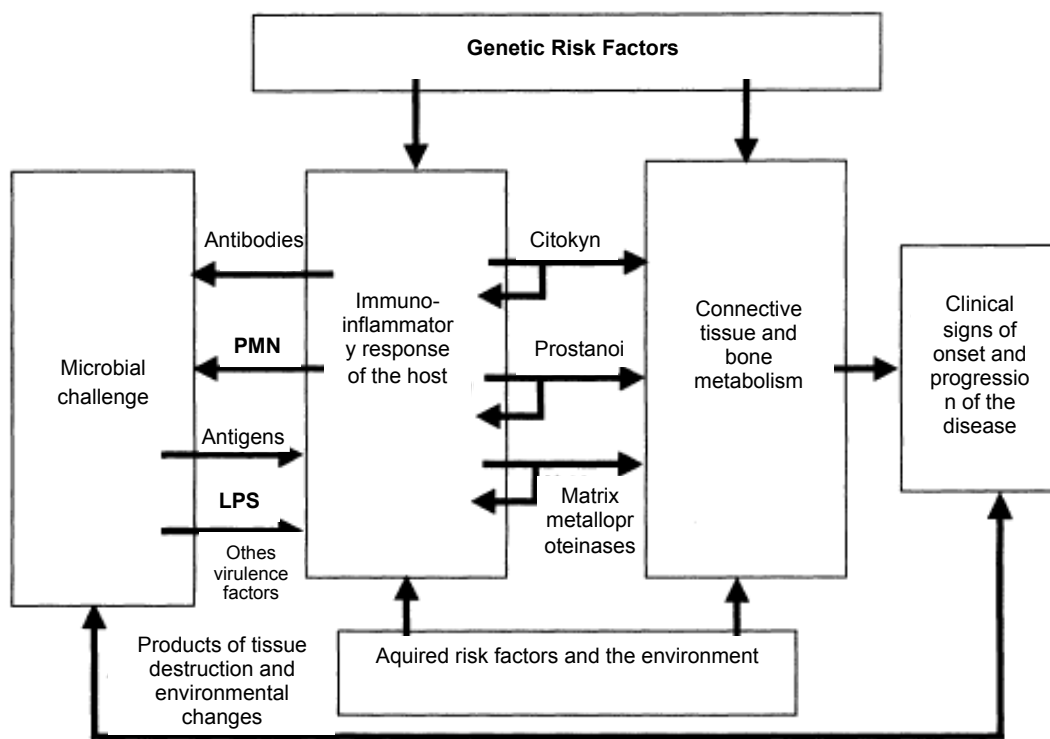 Genetic Risk Factors
Antibodies
PMN
Microbial
challenge
Antigens
LPS
Othes
virulence
factors
Immuno-
inflammator
y response
of the host
Citokyn
Prostanoi
Matrix
metallopr
oteinases
Connective
tissue and
bone
metabolism
Clinical
signs of
onset and
progressio
n of the
disease
Products of tissue
destruction and
environmental
changes
Aquired risk factors and the environment